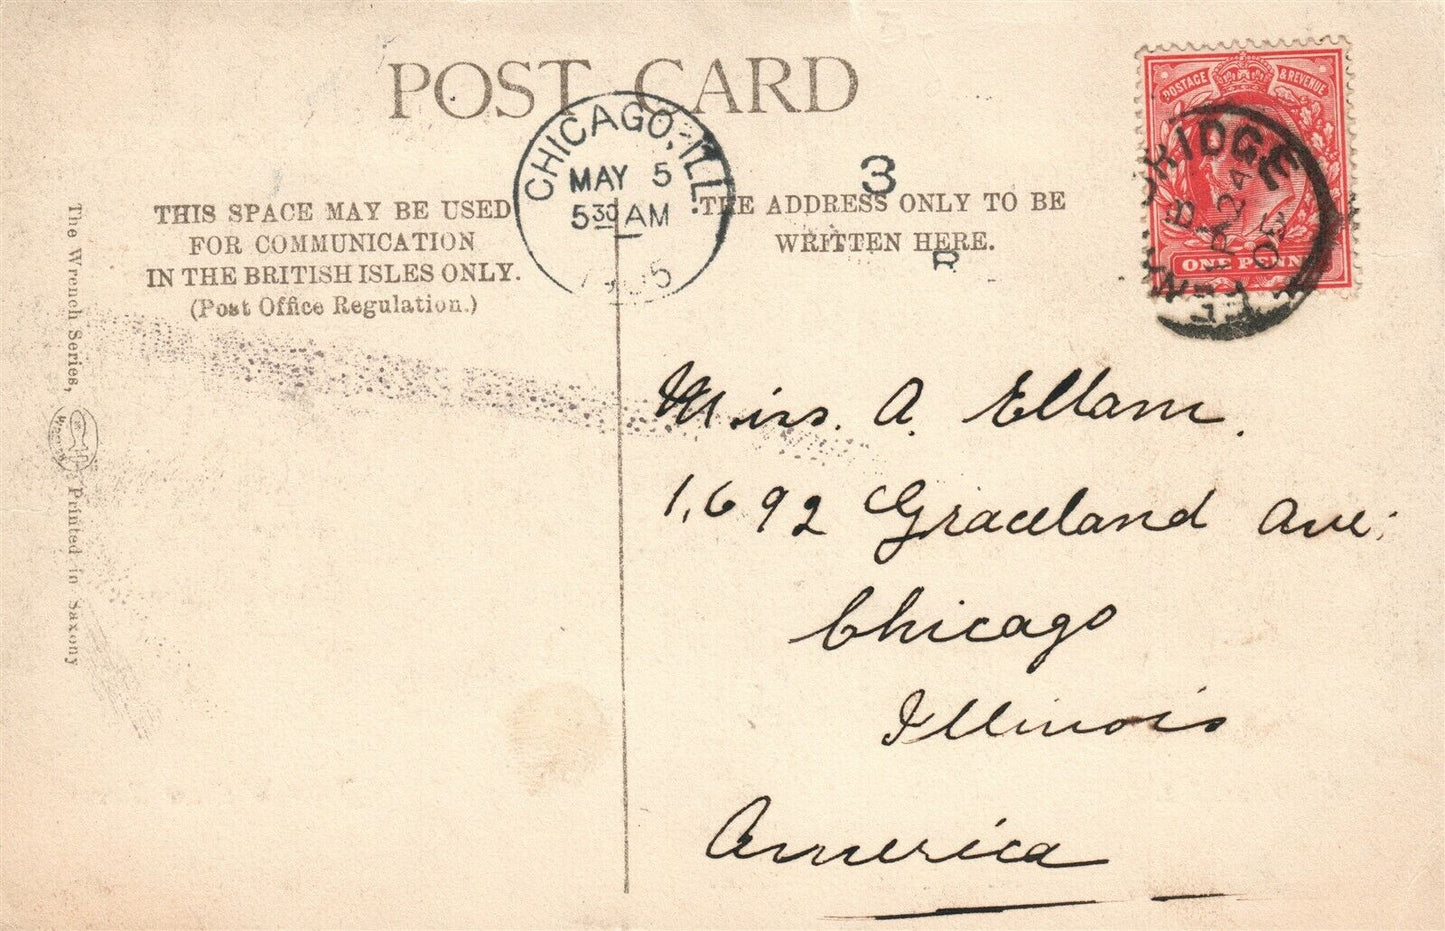 POST CARD
CHICAGO, ILL.
MAY 5
5 30 AM
3
R
POSTAGE & REVENUE
ONE PENNY
THIS SPACE MAY BE USED
FOR COMMUNICATION
IN THE BRITISH ISLES ONLY.
(Post Office Regulation.)
THE ADDRESS ONLY TO BE
WRITTEN HERE.
The Wrench Series,
Printed in Saxony
Miss. A. Ellam.
1,692 Graceland Ave.
Chicago
Illinois
America